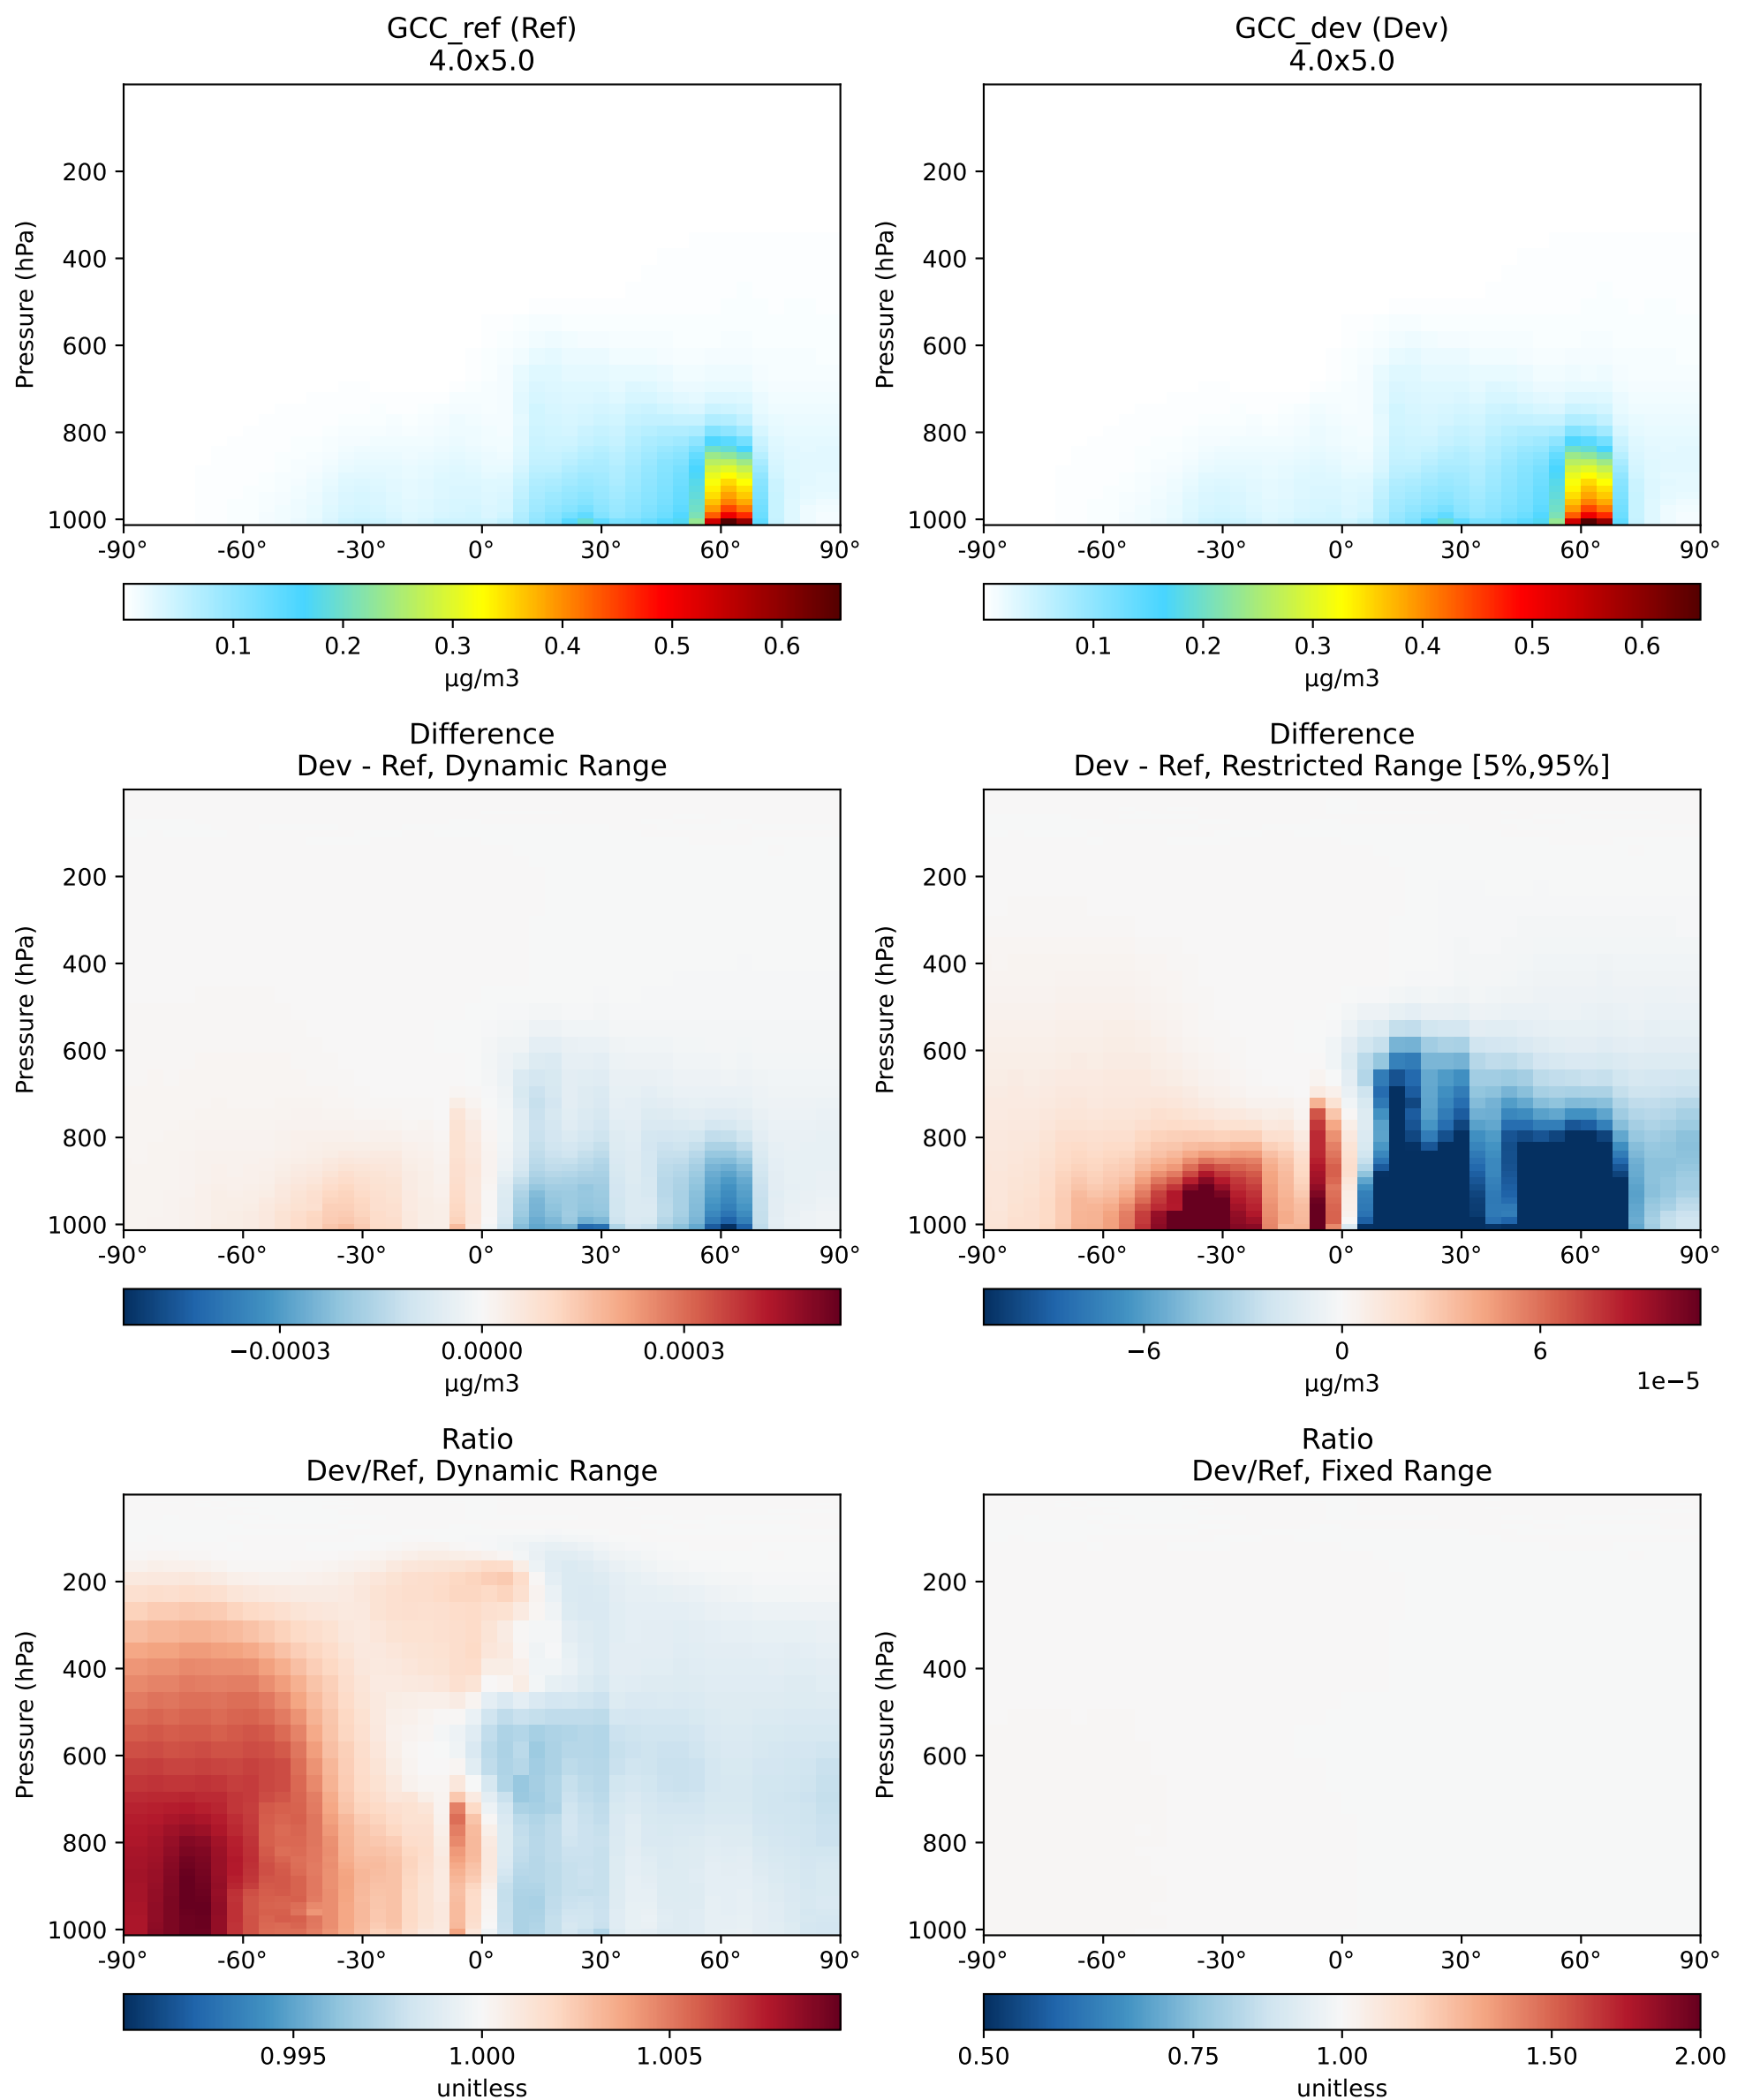 GCC_ref (Ref)
4.0x5.0
Pressure (hPa)
200
400
600
800
1000
-90° -60° -30° 0° 30° 60° 90°
0.1 0.2 0.3 0.4 0.5 0.6
µg/m3
GCC_dev (Dev)
4.0x5.0
Pressure (hPa)
200
400
600
800
1000
-90° -60° -30° 0° 30° 60° 90°
0.1 0.2 0.3 0.4 0.5 0.6
µg/m3
Difference
Dev - Ref, Dynamic Range
Pressure (hPa)
200
400
600
800
1000
-90° -60° -30° 0° 30° 60° 90°
−0.0003 0.0000 0.0003
µg/m3
Difference
Dev - Ref, Restricted Range [5%,95%]
Pressure (hPa)
200
400
600
800
1000
-90° -60° -30° 0° 30° 60° 90°
−6 0 6
µg/m3
1e−5
Ratio
Dev/Ref, Dynamic Range
Pressure (hPa)
200
400
600
800
1000
-90° -60° -30° 0° 30° 60° 90°
0.995 1.000 1.005
unitless
Ratio
Dev/Ref, Fixed Range
Pressure (hPa)
200
400
600
800
1000
-90° -60° -30° 0° 30° 60° 90°
0.50 0.75 1.00 1.50 2.00
unitless